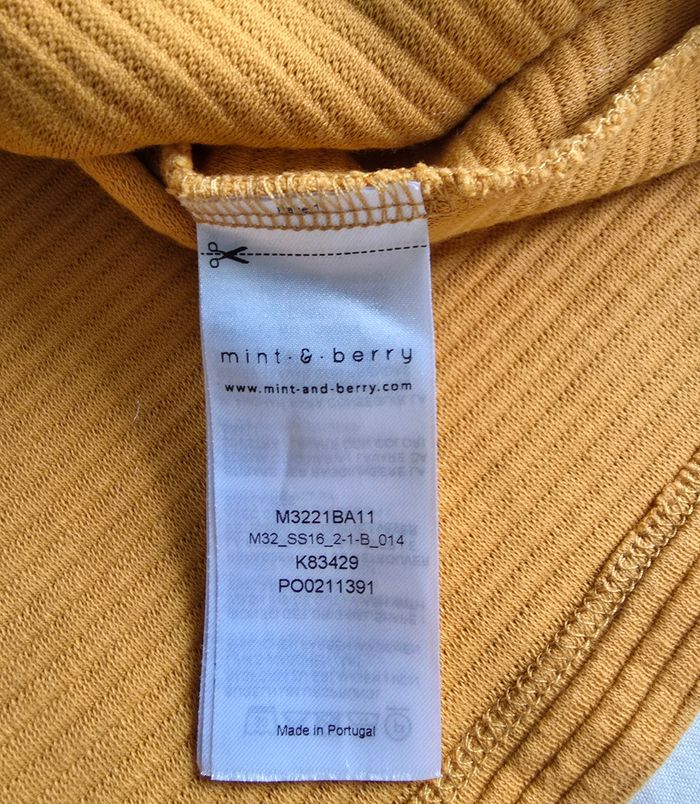 mint·&·berry
www.mint-and-berry.com
M3221BA11
M32_SS16_2-1-B_014
K83429
PO0211391
Made in Portugal